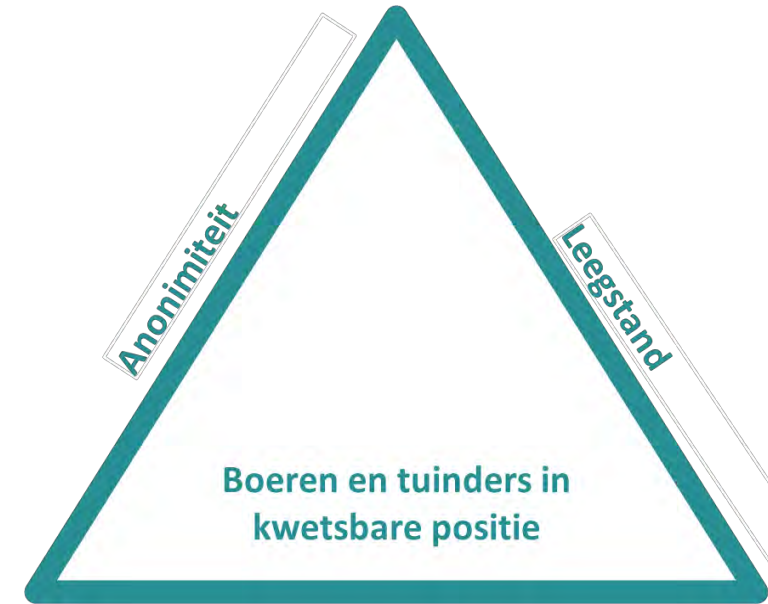 Anonimiteit
Leegstand
Boeren en tuinders in
kwetsbare positie